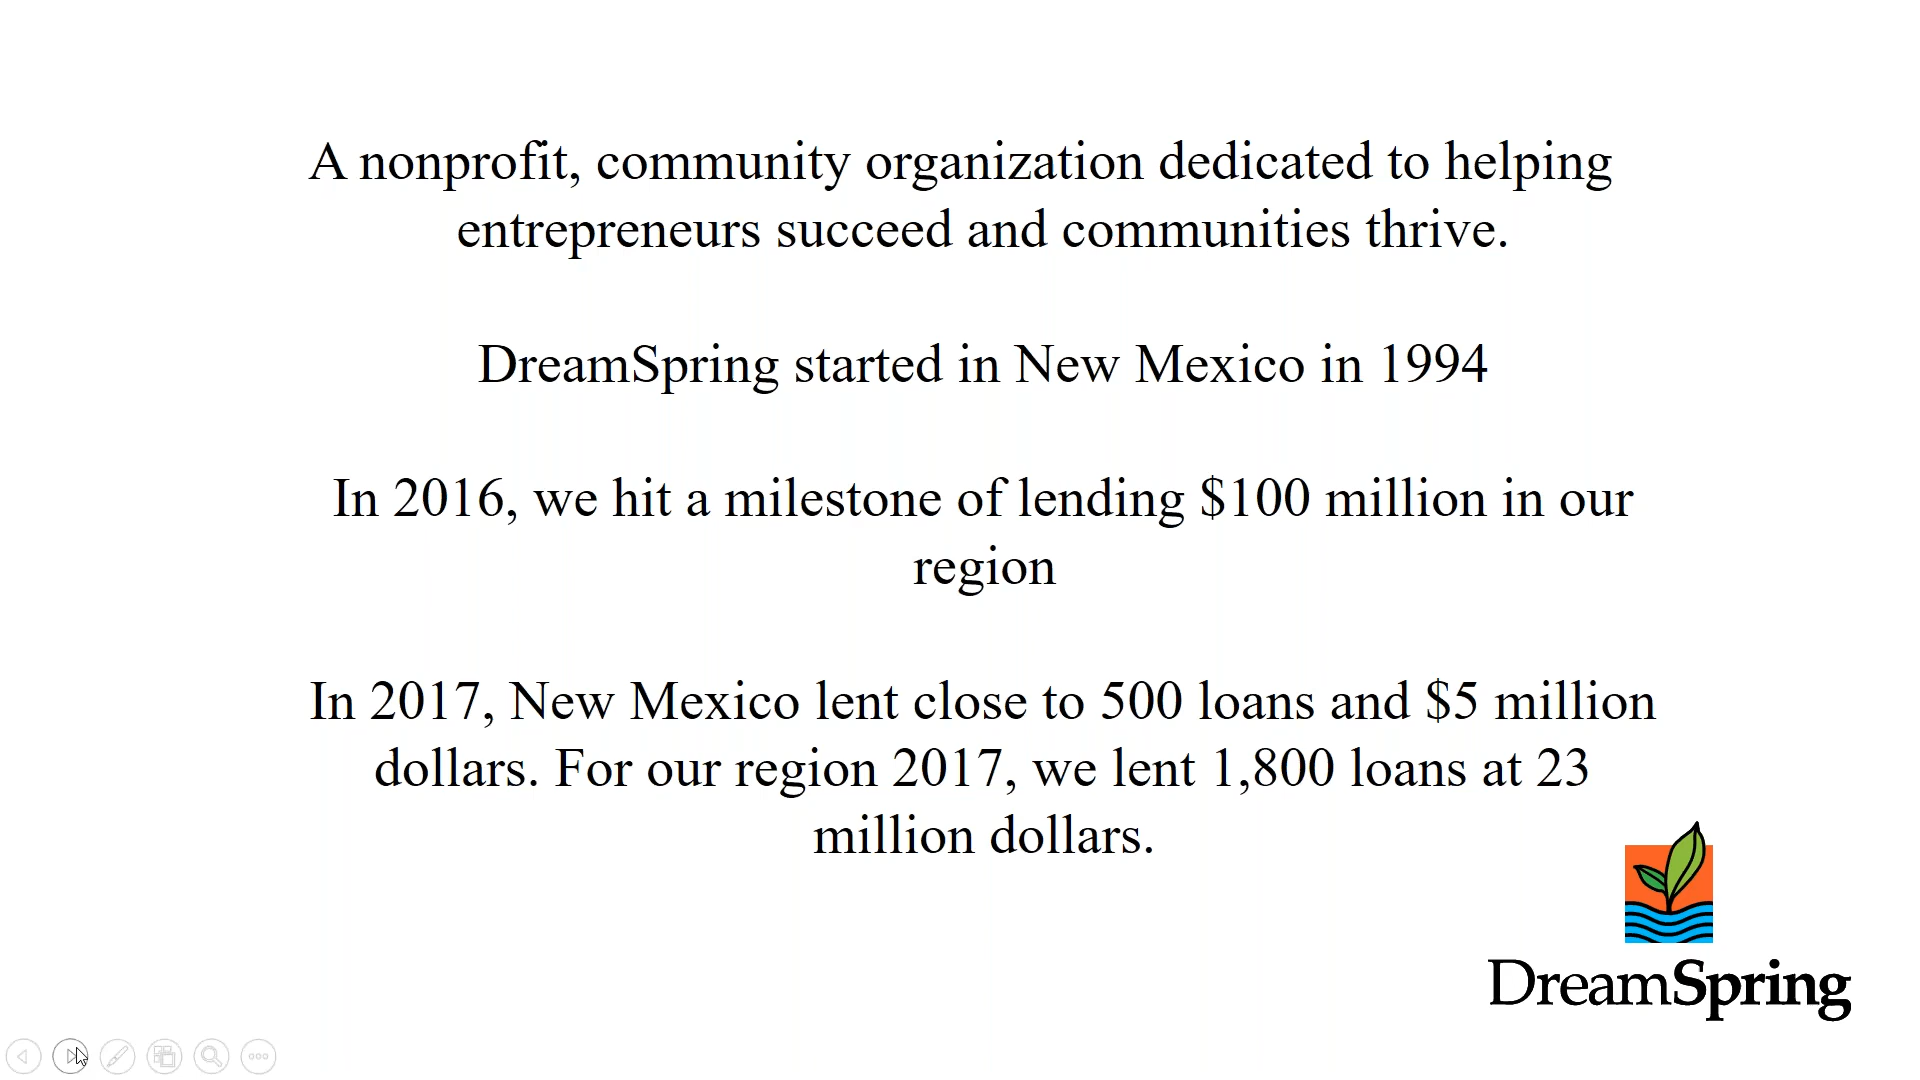 A nonprofit, community organization dedicated to helping
entrepreneurs succeed and communities thrive.
DreamSpring started in New Mexico in 1994
In 2016, we hit a milestone of lending $100 million in our
region
In 2017, New Mexico lent close to 500 loans and $5 million
dollars. For our region 2017, we lent 1,800 loans at 23
million dollars.
DreamSpring